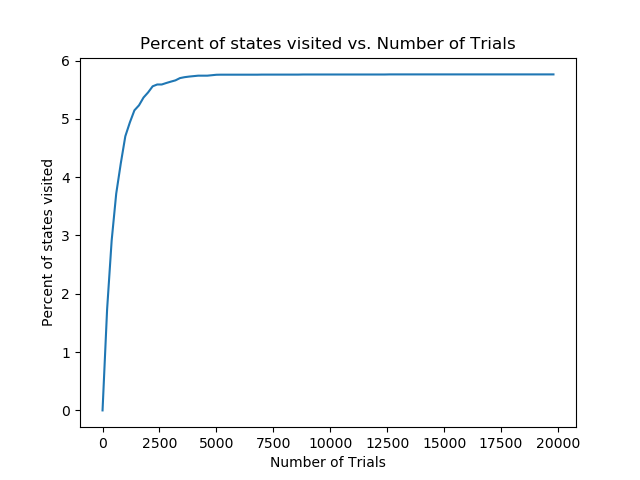 Percent of states visited vs. Number of Trials
6
5
4
3
2
1
0
Percent of states visited
0 2500 5000 7500 10000 12500 15000 17500 20000
Number of Trials